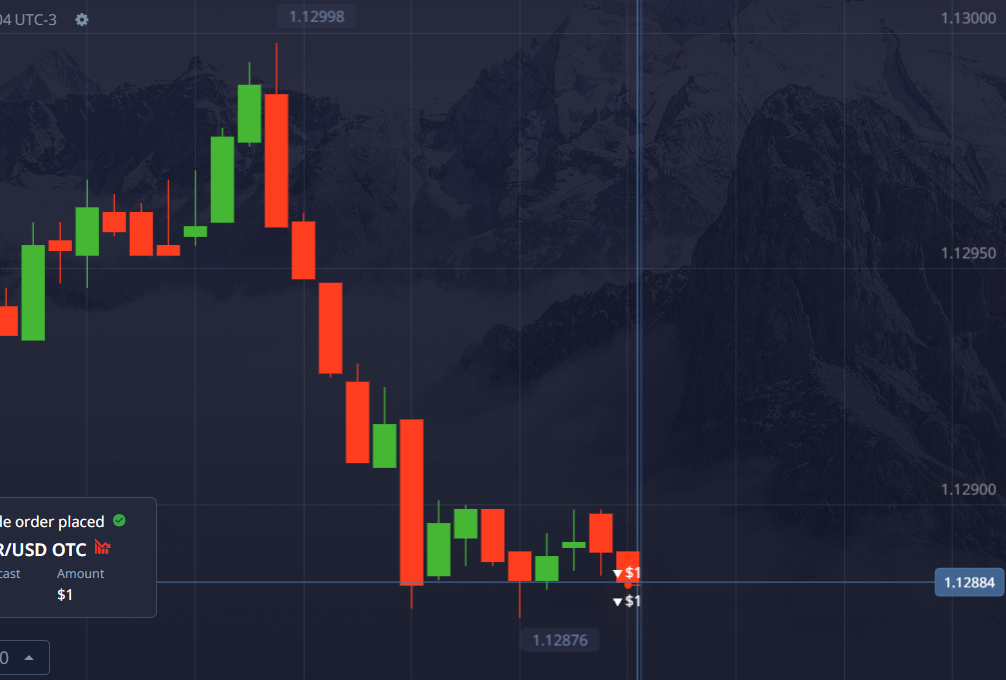 04 UTC-3
1.12998
1.13000
1.12950
1.12900
le order placed
R/USD OTC
cast Amount
$1
$1
1.12884
$1
1.12876
0